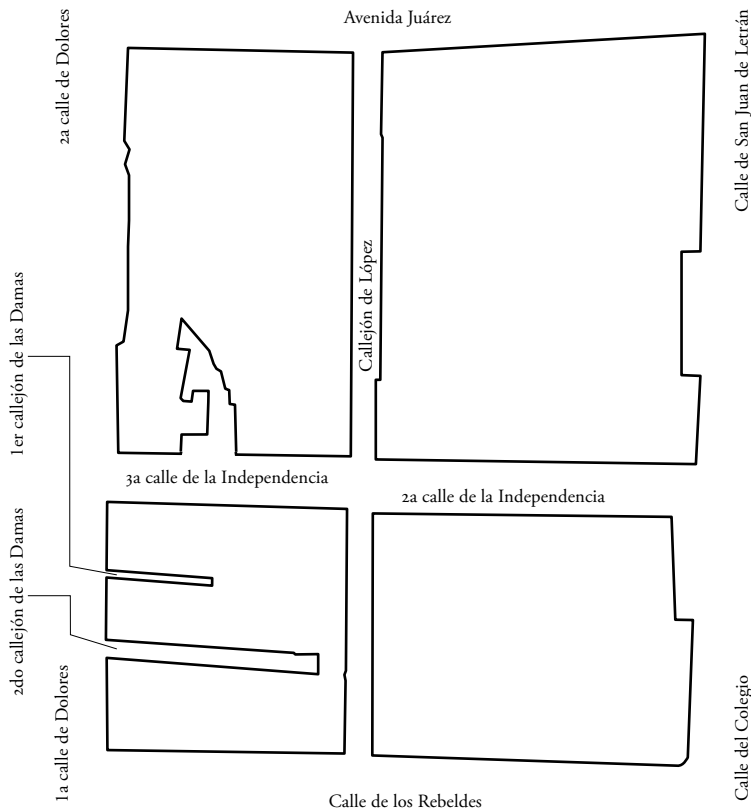 Avenida Juárez
2a calle de Dolores
Calle de San Juan de Letrán
Callejón de López
1er callejón de las Damas
3a calle de la Independencia
2a calle de la Independencia
2do callejón de las Damas
1a calle de Dolores
Calle del Colegio
Calle de los Rebeldes